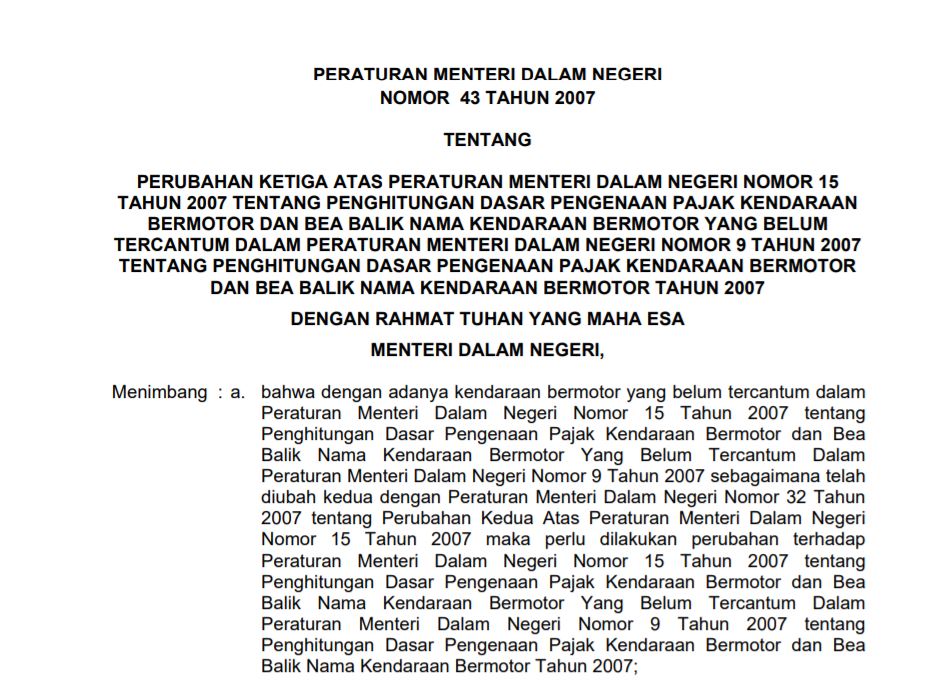 PERATURAN MENTERI DALAM NEGERI
NOMOR 43 TAHUN 2007
TENTANG
PERUBAHAN KETIGA ATAS PERATURAN MENTERI DALAM NEGERI NOMOR 15
TAHUN 2007 TENTANG PENGHITUNGAN DASAR PENGENAAN PAJAK KENDARAAN
BERMOTOR DAN BEA BALIK NAMA KENDARAAN BERMOTOR YANG BELUM
TERCANTUM DALAM PERATURAN MENTERI DALAM NEGERI NOMOR 9 TAHUN 2007
TENTANG PENGHITUNGAN DASAR PENGENAAN PAJAK KENDARAAN BERMOTOR
DAN BEA BALIK NAMA KENDARAAN BERMOTOR TAHUN 2007
DENGAN RAHMAT TUHAN YANG MAHA ESA
MENTERI DALAM NEGERI,
Menimbang : a. bahwa dengan adanya kendaraan bermotor yang belum tercantum dalam
Peraturan Menteri Dalam Negeri Nomor 15 Tahun 2007 tentang
Penghitungan Dasar Pengenaan Pajak Kendaraan Bermotor dan Bea
Balik Nama Kendaraan Bermotor Yang Belum Tercantum Dalam
Peraturan Menteri Dalam Negeri Nomor 9 Tahun 2007 sebagaimana telah
diubah kedua dengan Peraturan Menteri Dalam Negeri Nomor 32 Tahun
2007 tentang Perubahan Kedua Atas Peraturan Menteri Dalam Negeri
Nomor 15 Tahun 2007 maka perlu dilakukan perubahan terhadap
Peraturan Menteri Dalam Negeri Nomor 15 Tahun 2007 tentang
Penghitungan Dasar Pengenaan Pajak Kendaraan Bermotor dan Bea
Balik Nama Kendaraan Bermotor Yang Belum Tercantum Dalam
Peraturan Menteri Dalam Negeri Nomor 9 Tahun 2007 tentang
Penghitungan Dasar Pengenaan Pajak Kendaraan Bermotor dan Bea
Balik Nama Kendaraan Bermotor Tahun 2007;